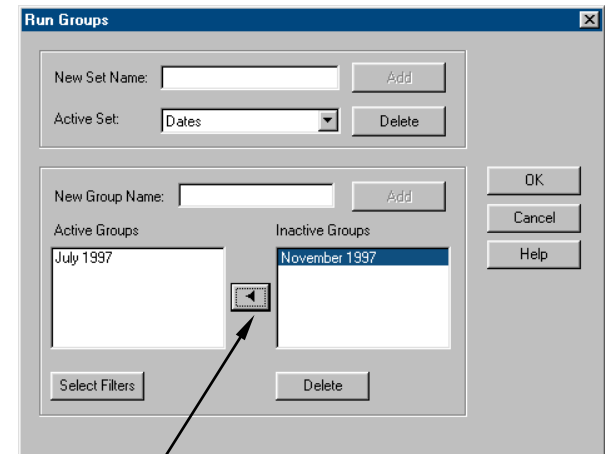 Run Groups
New Set Name: Add
Active Set: Dates Delete
New Group Name: Add
Active Groups Inactive Groups
July 1997 November 1997
Select Filters Delete
OK
Cancel
Help